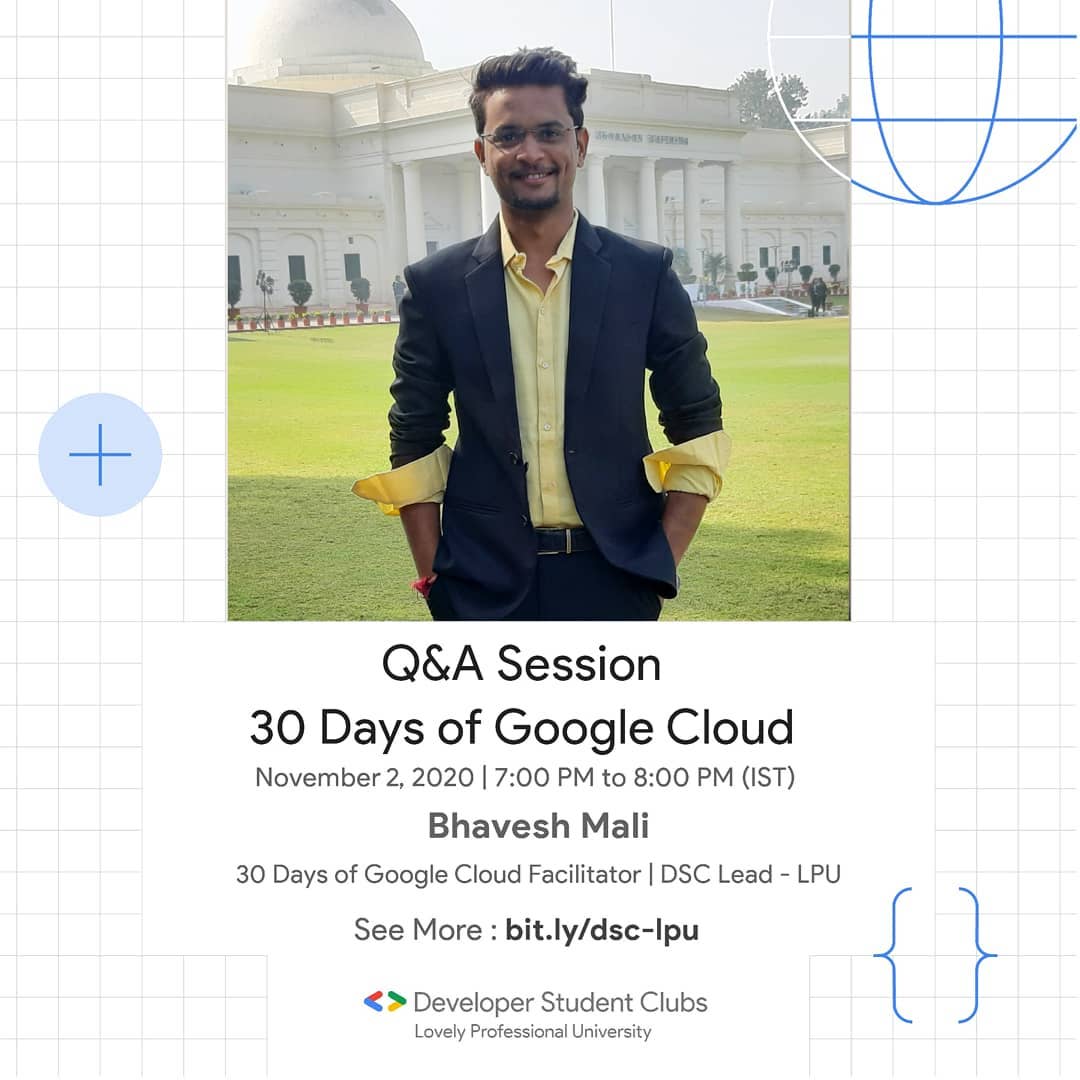 Q&A Session
30 Days of Google Cloud
November 2, 2020 | 7:00 PM to 8:00 PM (IST)
Bhavesh Mali
30 Days of Google Cloud Facilitator | DSC Lead - LPU
See More : bit.ly/dsc-lpu
Developer Student Clubs
Lovely Professional University